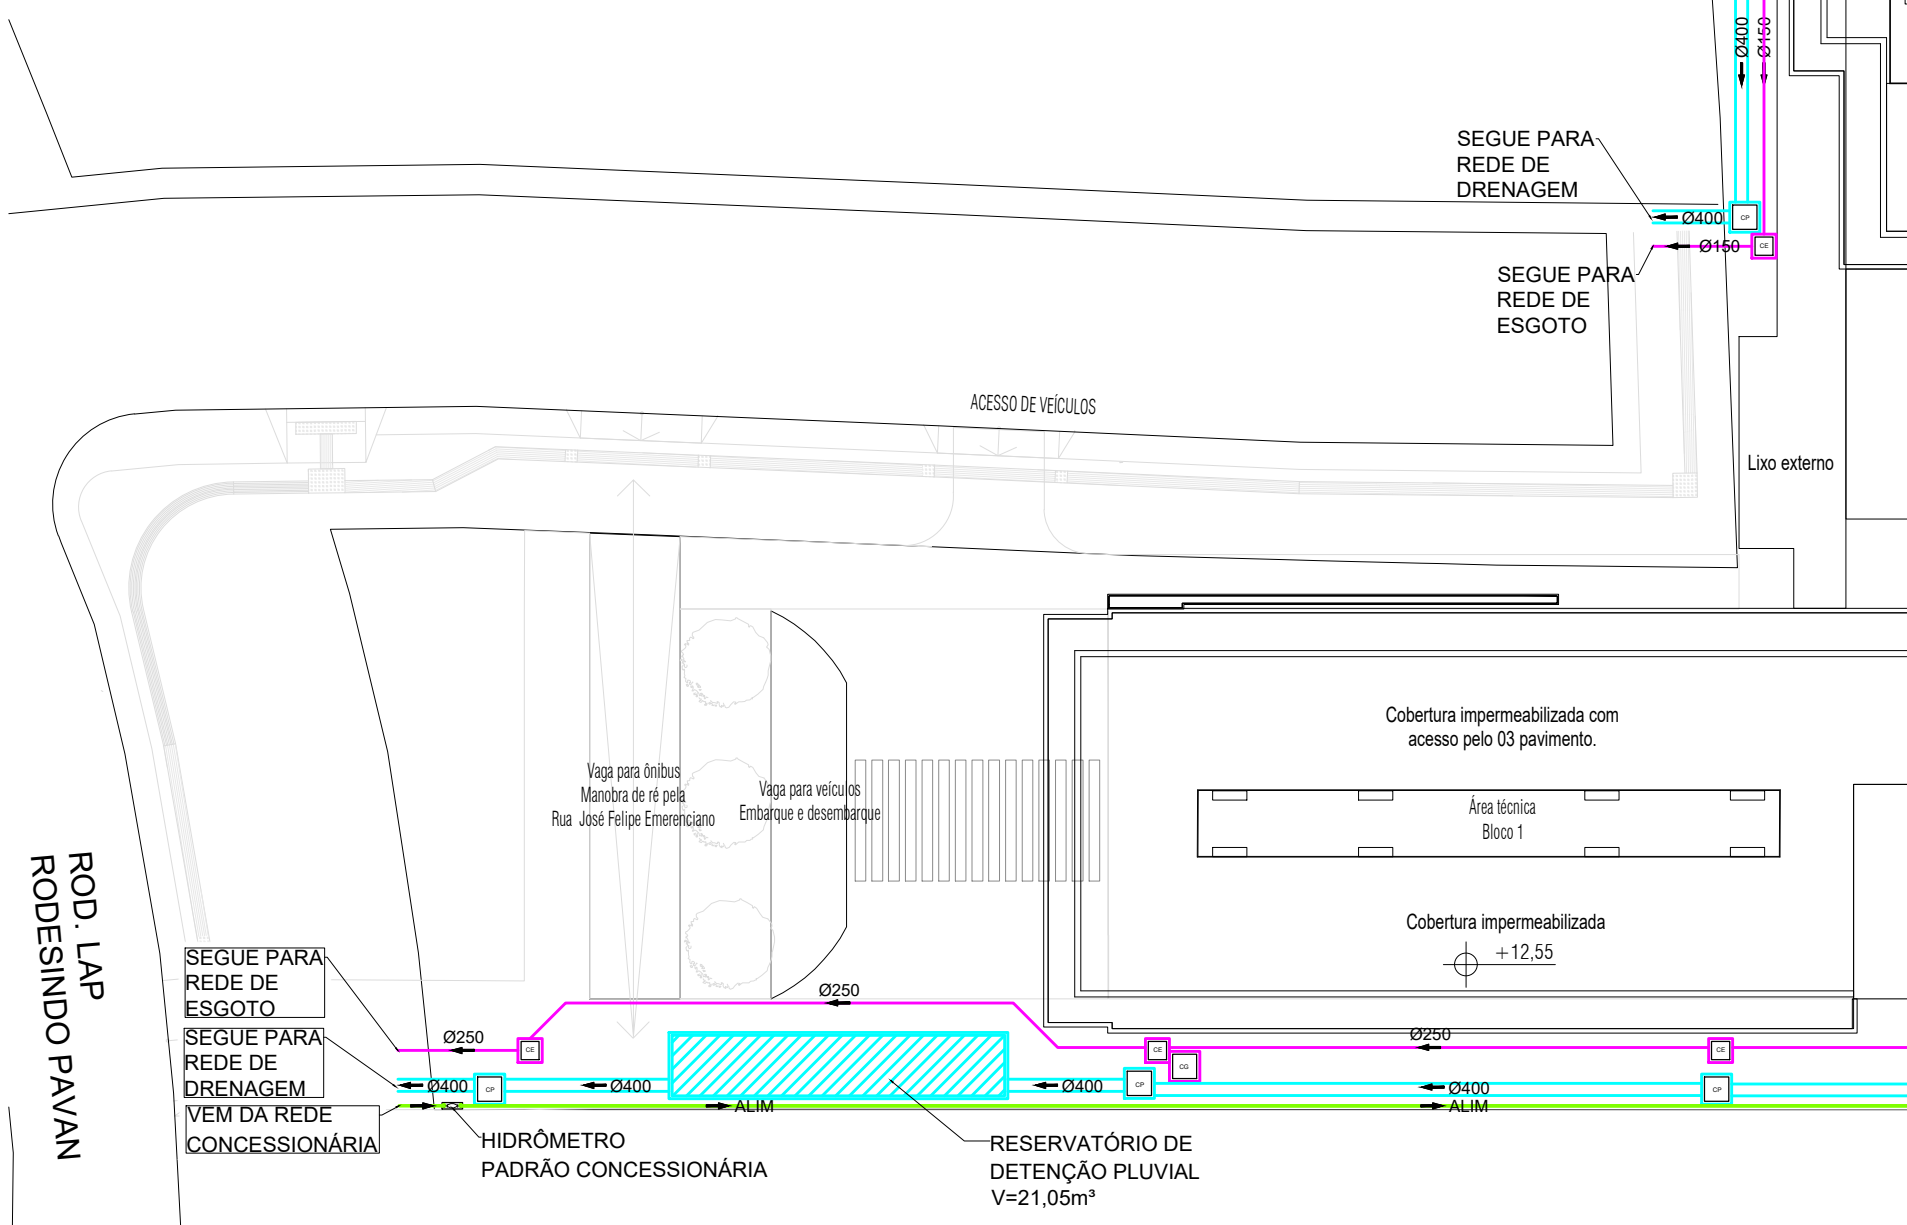 Ø400
Ø150
SEGUE PARA
REDE DE
DRENAGEM
Ø400
CP
Ø150
CE
SEGUE PARA
REDE DE
ESGOTO
ACESSO DE VEÍCULOS
Lixo externo
Cobertura impermeabilizada com
acesso pelo 03 pavimento.
Vaga para ônibus
Manobra de ré pela
Rua José Felipe Emerenciano
Vaga para veículos
Embarque e desembarque
Área técnica
Bloco 1
Cobertura impermeabilizada
+12,55
ROD. LAP
RODESINDO PAVAN
SEGUE PARA
REDE DE
ESGOTO
Ø250
Ø250
Ø250
CE
CE
CE
CG
SEGUE PARA
REDE DE
DRENAGEM
Ø400
CP
Ø400
Ø400
CP
Ø400
CP
ALIM
ALIM
VEM DA REDE
CONCESSIONÁRIA
HIDRÔMETRO
PADRÃO CONCESSIONÁRIA
RESERVATÓRIO DE
DETENÇÃO PLUVIAL
V=21,05m³